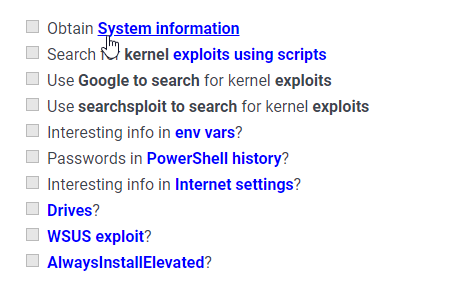 Obtain System information
Search for kernel exploits using scripts
Use Google to search for kernel exploits
Use searchsploit to search for kernel exploits
Interesting info in env vars?
Passwords in PowerShell history?
Interesting info in Internet settings?
Drives?
WSUS exploit?
AlwaysInstallElevated?